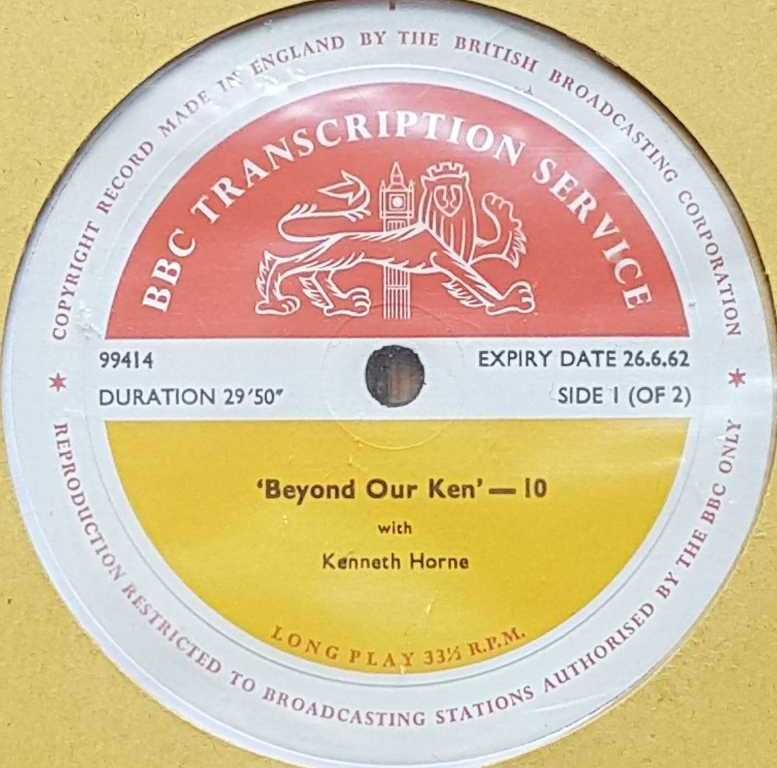 COPYRIGHT RECORD MADE IN ENGLAND BY THE BRITISH BROADCASTING CORPORATION
BBC TRANSCRIPTION SERVICE
99414
EXPIRY DATE 26.6.62
DURATION 29′50″
SIDE 1 (OF 2)
‘Beyond Our Ken’ — 10
with
Kenneth Horne
LONG PLAY 33⅓ R.P.M.
REPRODUCTION RESTRICTED TO BROADCASTING STATIONS AUTHORISED BY THE BBC ONLY